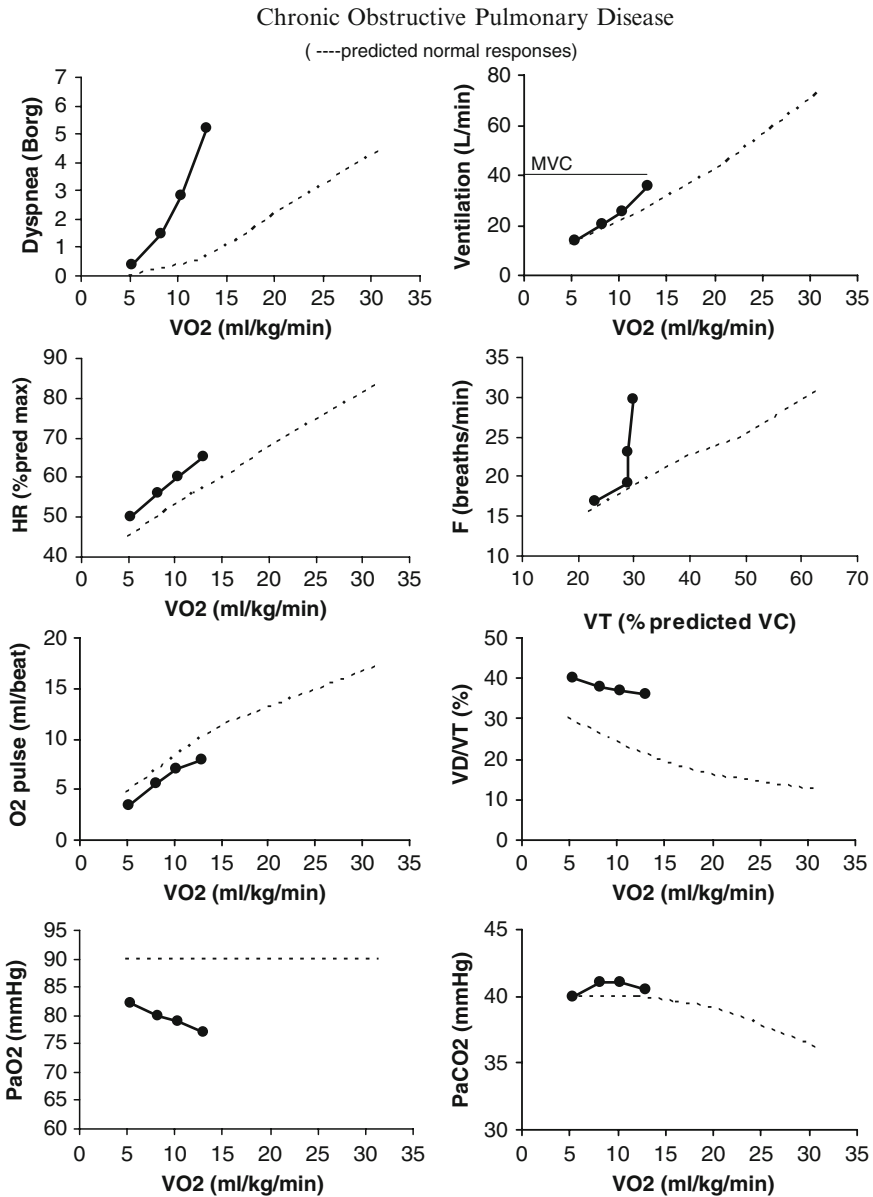 Chronic Obstructive Pulmonary Disease
( ----predicted normal responses)
7
6
5
4
3
2
1
0
Dyspnea (Borg)
0 5 10 15 20 25 30 35
VO2 (ml/kg/min)
80
60
40
20
0
MVC
Ventilation (L/min)
0 5 10 15 20 25 30 35
VO2 (ml/kg/min)
90
80
70
60
50
40
HR (%pred max)
0 5 10 15 20 25 30 35
VO2 (ml/kg/min)
35
30
25
20
15
10
F (breaths/min)
10 20 30 40 50 60 70
VT (% predicted VC)
20
15
10
5
0
O2 pulse (ml/beat)
0 5 10 15 20 25 30 35
VO2 (ml/kg/min)
50
40
30
20
10
0
VD/VT (%)
0 5 10 15 20 25 30 35
VO2 (ml/kg/min)
95
90
85
80
75
70
65
60
PaO2 (mmHg)
0 5 10 15 20 25 30 35
VO2 (ml/kg/min)
45
40
35
30
PaCO2 (mmHg)
0 5 10 15 20 25 30 35
VO2 (ml/kg/min)